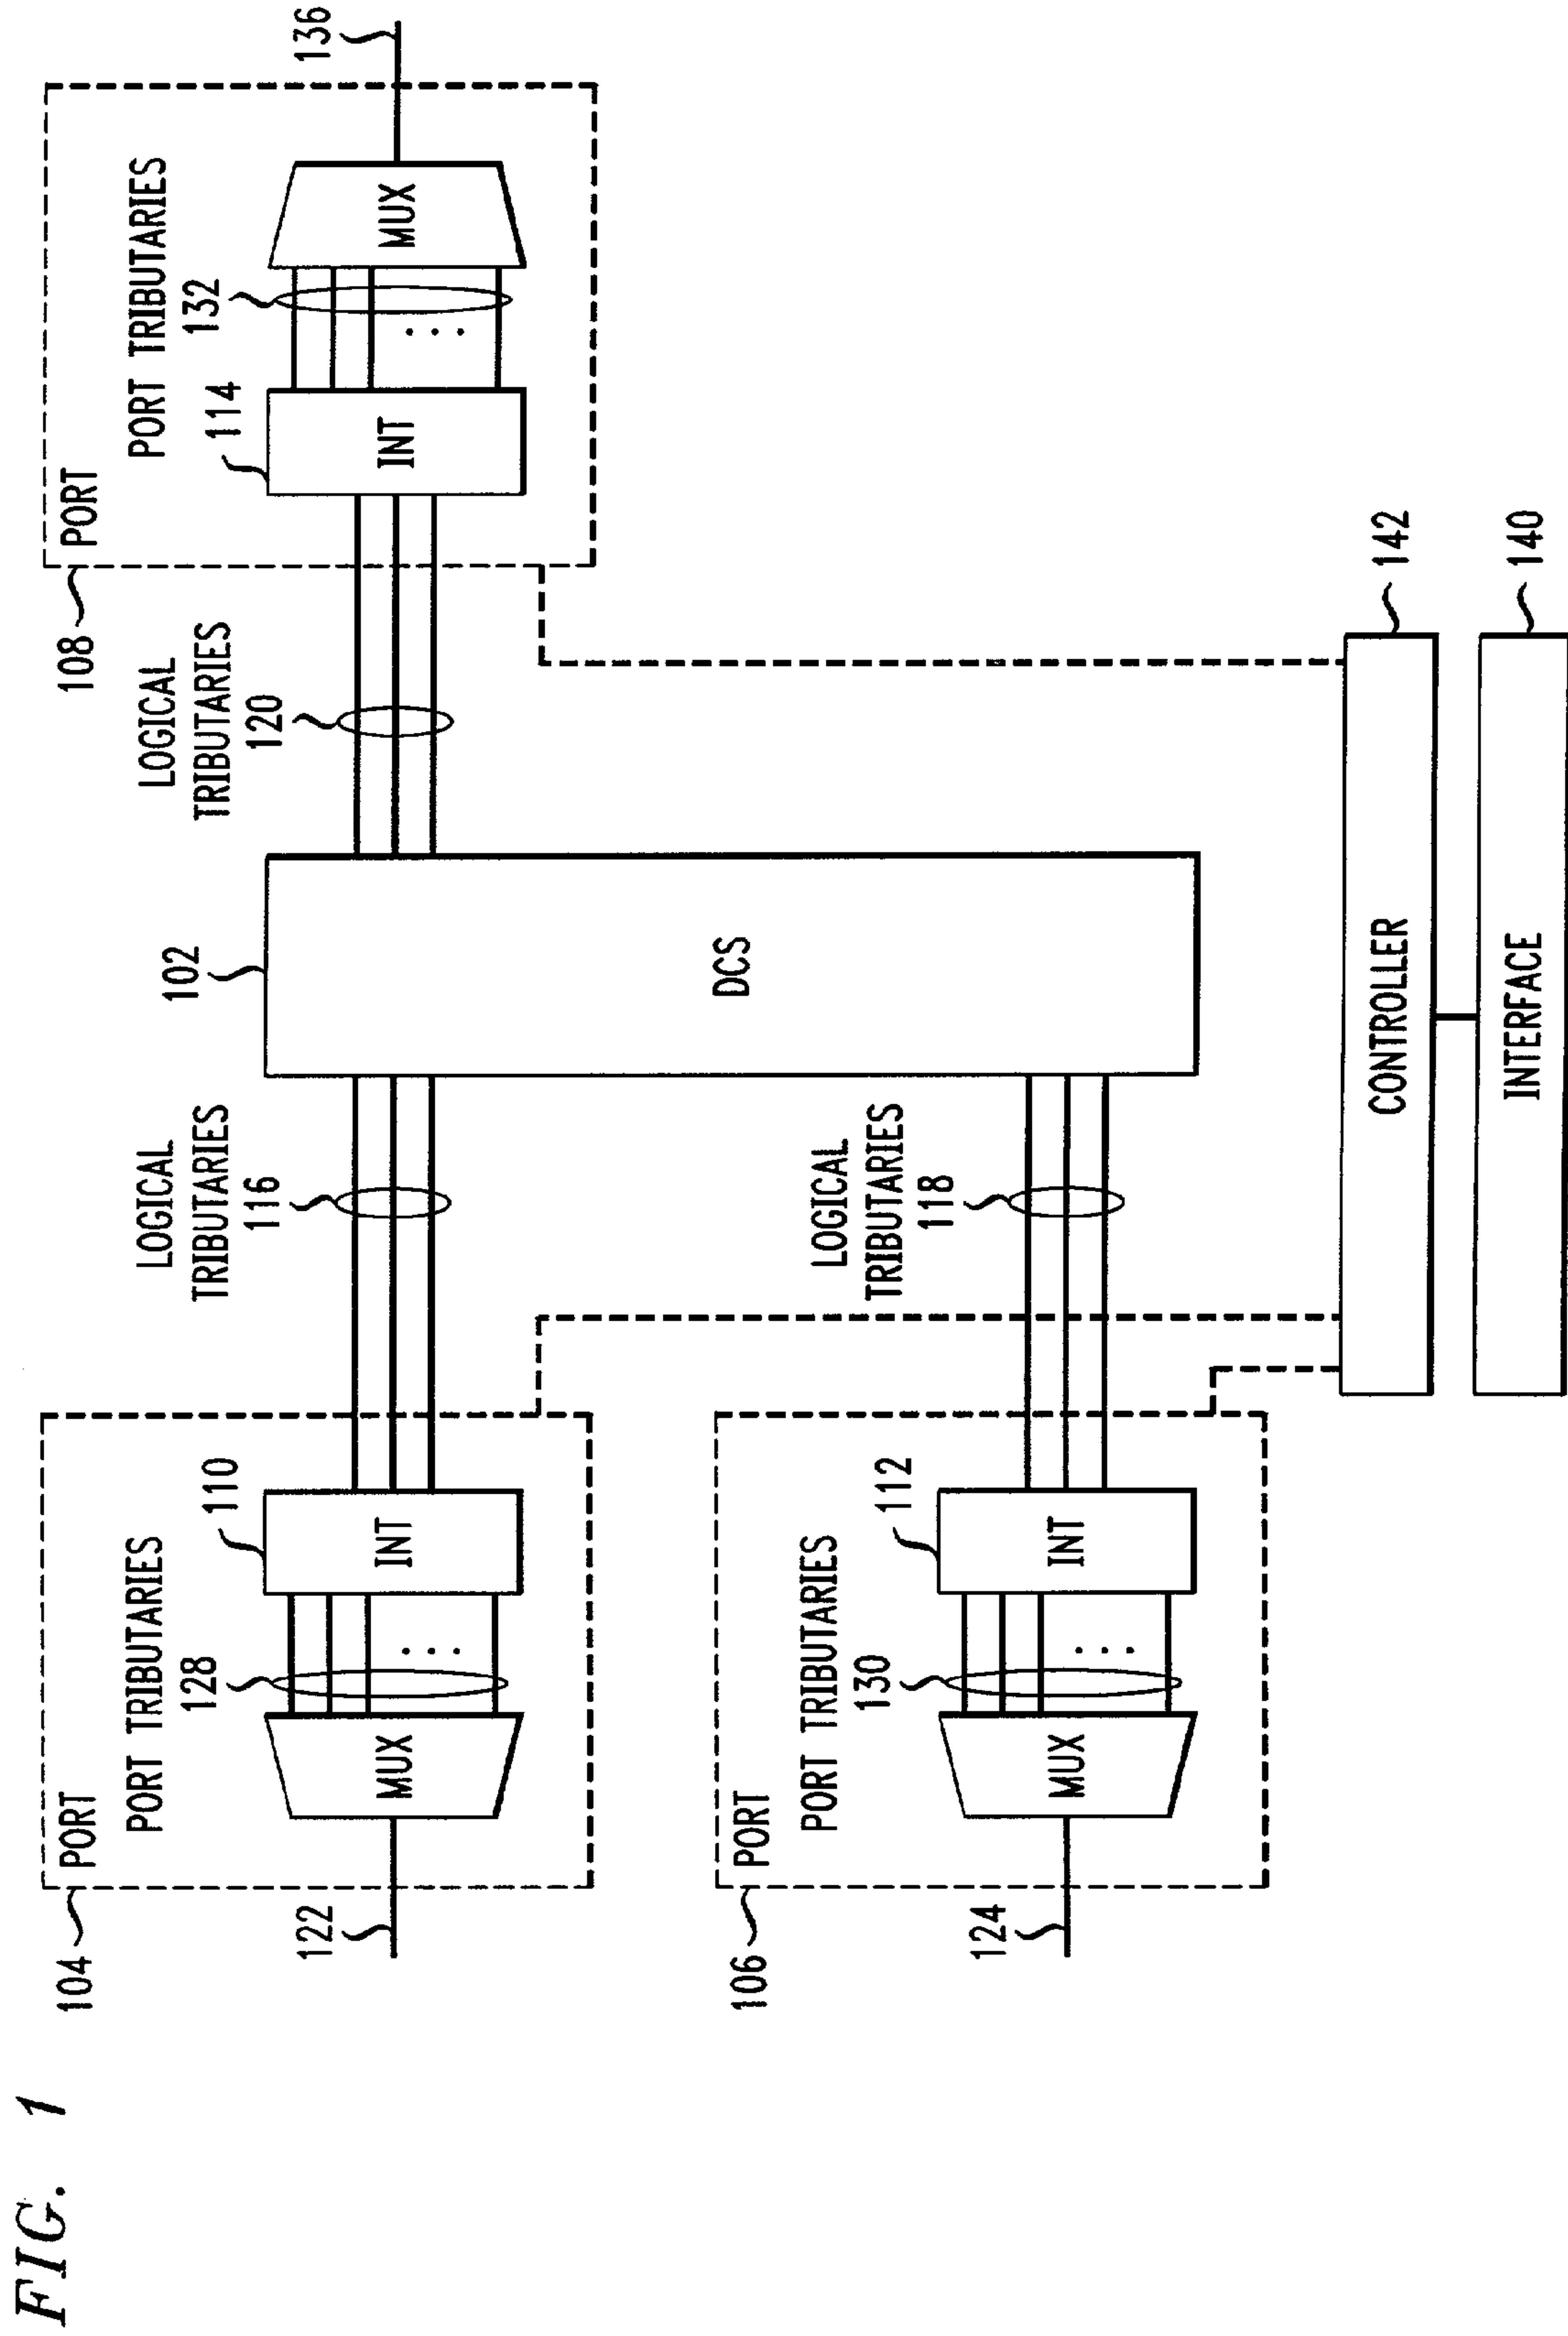 FIG. 1
104
PORT
PORT TRIBUTARIES
128
110
122
MUX
INT
LOGICAL
TRIBUTARIES
116
102
DCS
LOGICAL
TRIBUTARIES
120
108
PORT
PORT TRIBUTARIES
114
132
INT
MUX
136
106
PORT
PORT TRIBUTARIES
130
112
124
MUX
INT
LOGICAL
TRIBUTARIES
118
CONTROLLER
142
INTERFACE
140